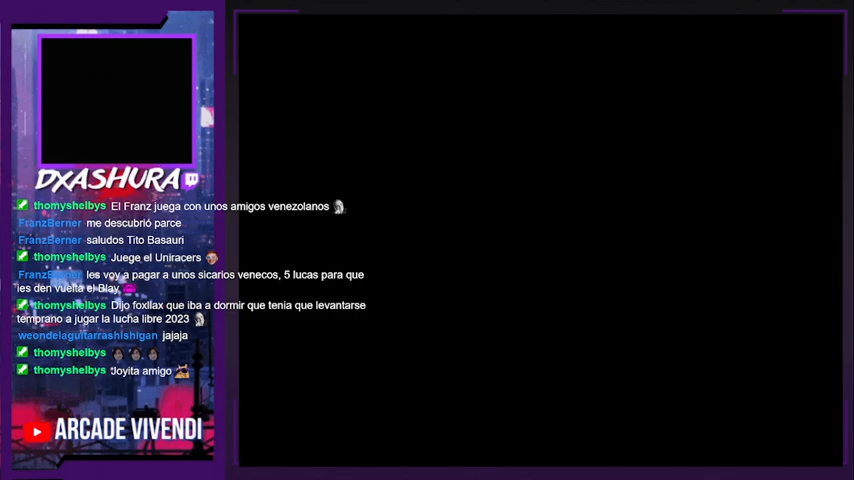 DXASHURA
thomyshelbys El Franz juega con unos amigos venezolanos
FranzBerner me descubrió parce
FranzBerner saludos Tito Basauri
thomyshelbys Juege el Uniracers
FranzBerner les voy a pagar a unos sicarios venecos, 5 lucas para que
les den vuelta el Blay
thomyshelbys Dijo foxllax que iba a dormir que tenia que levantarse
temprano a jugar la lucha libre 2023
weondelaguitarrashishigan jajaja
thomyshelbys
thomyshelbys Joyita amigo
ARCADE VIVENDI